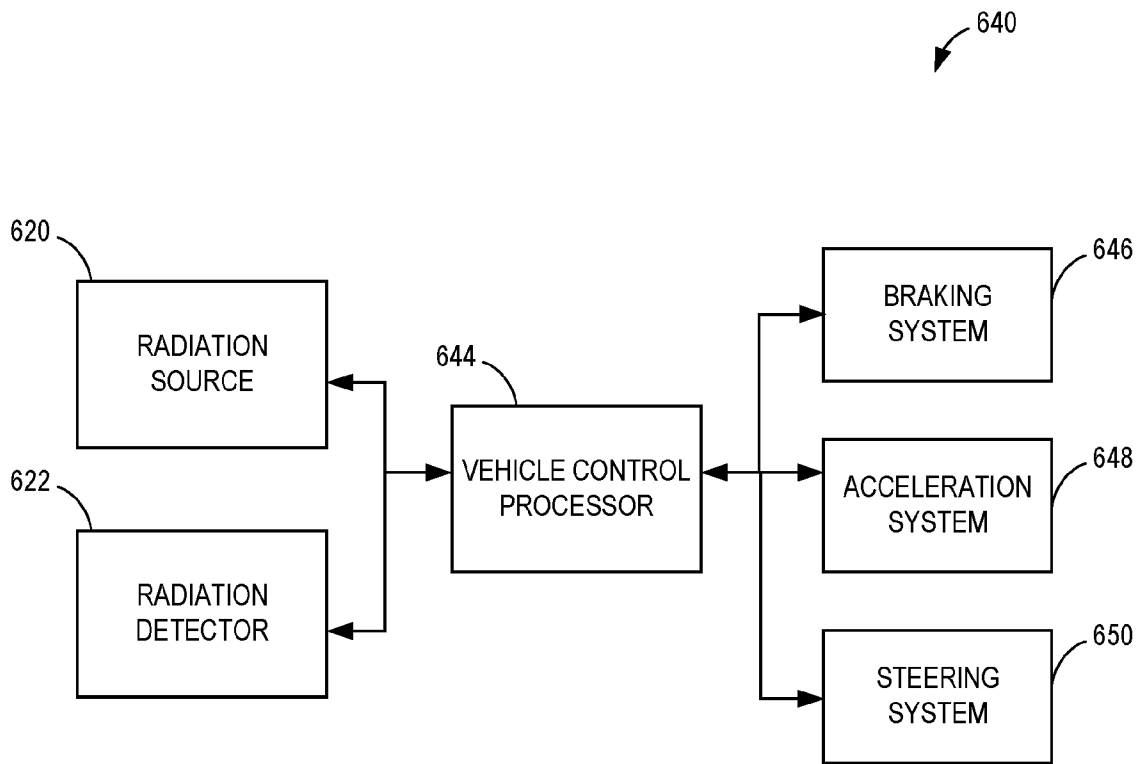 640
620
RADIATION
SOURCE
622
RADIATION
DETECTOR
644
VEHICLE CONTROL
PROCESSOR
646
BRAKING
SYSTEM
648
ACCELERATION
SYSTEM
650
STEERING
SYSTEM